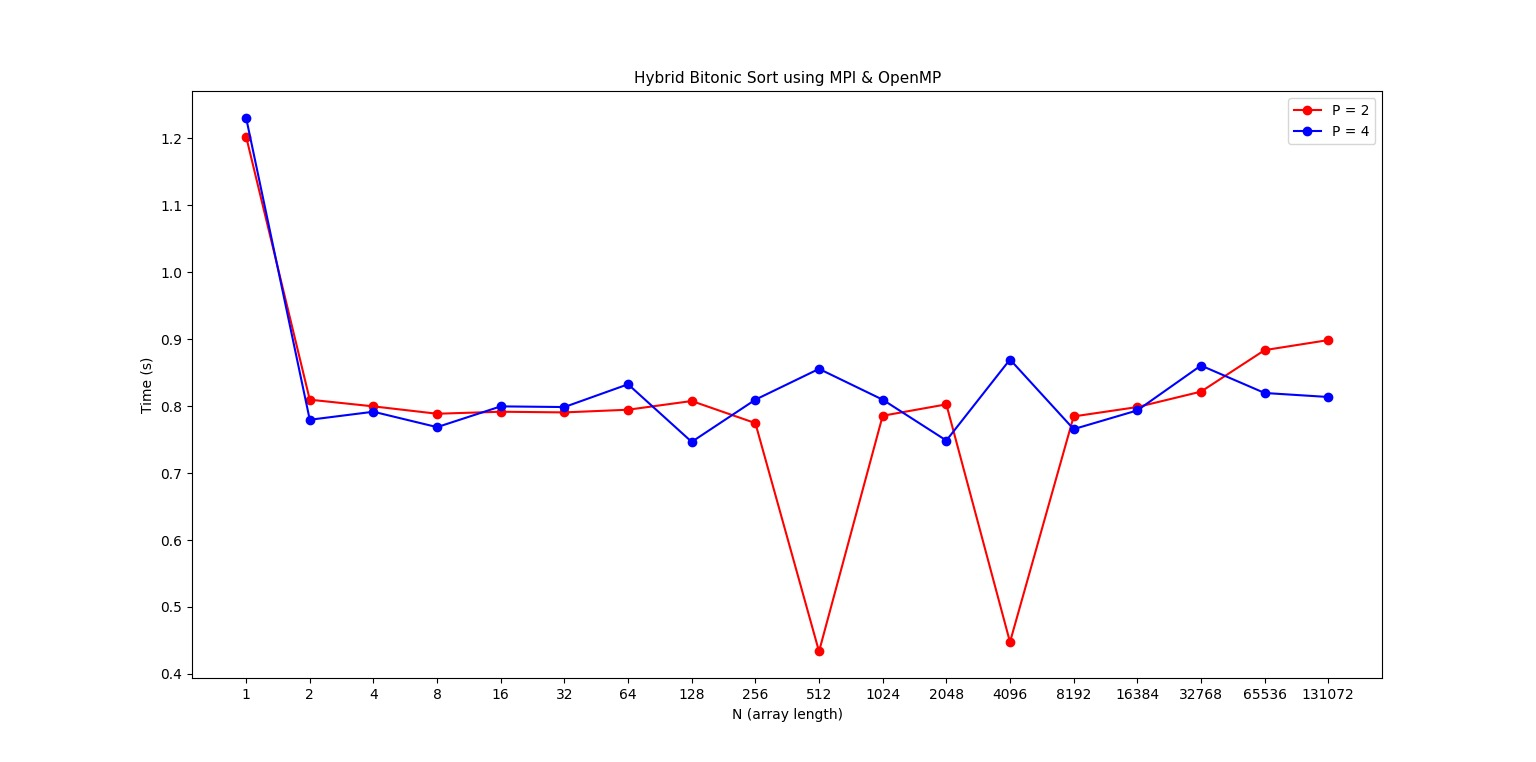 Hybrid Bitonic Sort using MPI & OpenMP
P = 2
P = 4
1.2
1.1
1.0
0.9
0.8
0.7
0.6
0.5
0.4
Time (s)
1 2 4 8 16 32 64 128 256 512 1024 2048 4096 8192 16384 32768 65536 131072
N (array length)